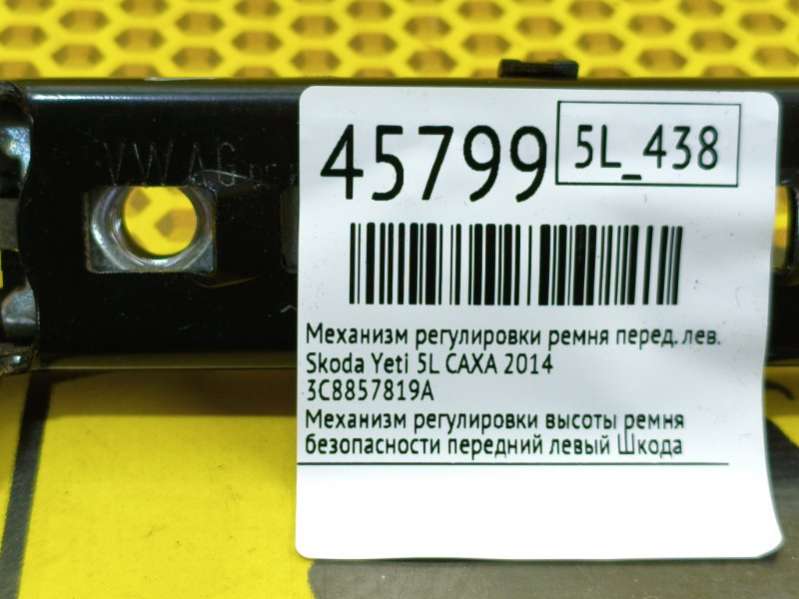 VWAG
45799
5L_438
Механизм регулировки ремня перед. лев.
Skoda Yeti 5L CAXA 2014
3C8857819A
Механизм регулировки высоты ремня
безопасности передний левый Шкода